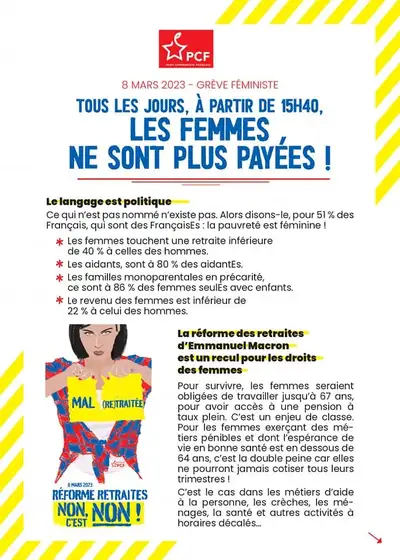 PCF
PARTI COMMUNISTE FRANÇAIS
8 MARS 2023 - GRÈVE FÉMINISTE
TOUS LES JOURS, À PARTIR DE 15H40,
LES FEMMES
NE SONT PLUS PAYÉES !
Le langage est politique
Ce qui n'est pas nommé n'existe pas. Alors disons-le, pour 51 % des
Français, qui sont des FrançaisEs : la pauvreté est féminine !
* Les femmes touchent une retraite inférieure
de 40 % à celles des hommes.
* Les aidants, sont à 80 % des aidantEs.
* Les familles monoparentales en précarité,
ce sont à 86 % des femmes seulEs avec enfants.
* Le revenu des femmes est inférieur de
22 % à celui des hommes.
MAL (RE)TRAITÉE
PCF
8 MARS 2023
RÉFORME RETRAITES
NON, C'EST NON !
La réforme des retraites
d'Emmanuel Macron
est un recul pour les droits
des femmes
Pour survivre, les femmes seraient
obligées de travailler jusqu'à 67 ans,
pour avoir accès à une pension à
taux plein. C'est un enjeu de classe.
Pour les femmes exerçant des mé-
tiers pénibles et dont l'espérance de
vie en bonne santé est en dessous de
64 ans, c'est la double peine car elles
ne pourront jamais cotiser tous leurs
trimestres !
C'est le cas dans les métiers d'aide
à la personne, les crèches, les mé-
nages, la santé et autres activités à
horaires décalés...